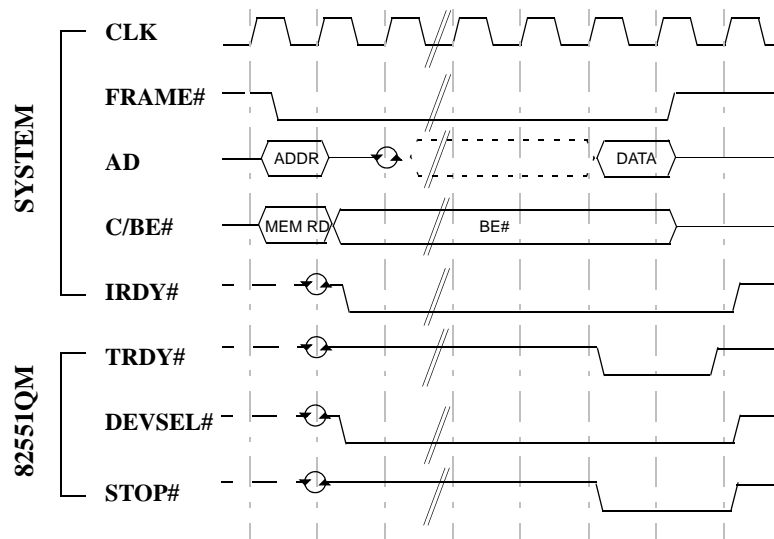 SYSTEM
CLK
FRAME#
AD
ADDR
DATA
C/BE#
MEM RD
BE#
IRDY#
82551QM
TRDY#
DEVSEL#
STOP#